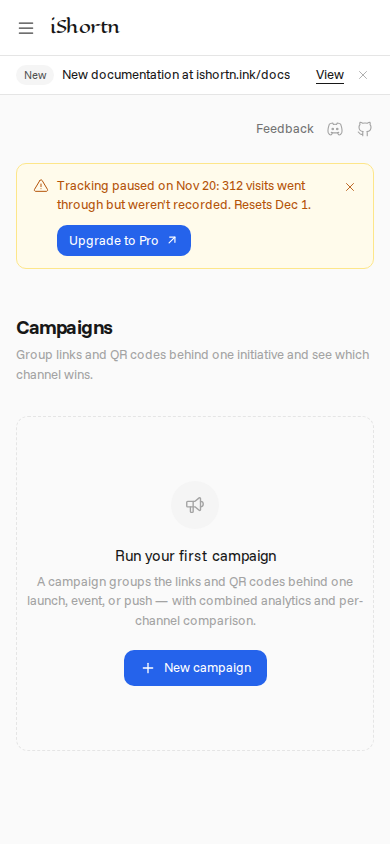 iShortn
New New documentation at ishortn.ink/docs View
Feedback
Tracking paused on Nov 20: 312 visits went
through but weren't recorded. Resets Dec 1.
Upgrade to Pro
Campaigns
Group links and QR codes behind one initiative and see which
channel wins.
Run your first campaign
A campaign groups the links and QR codes behind one
launch, event, or push — with combined analytics and per-
channel comparison.
New campaign